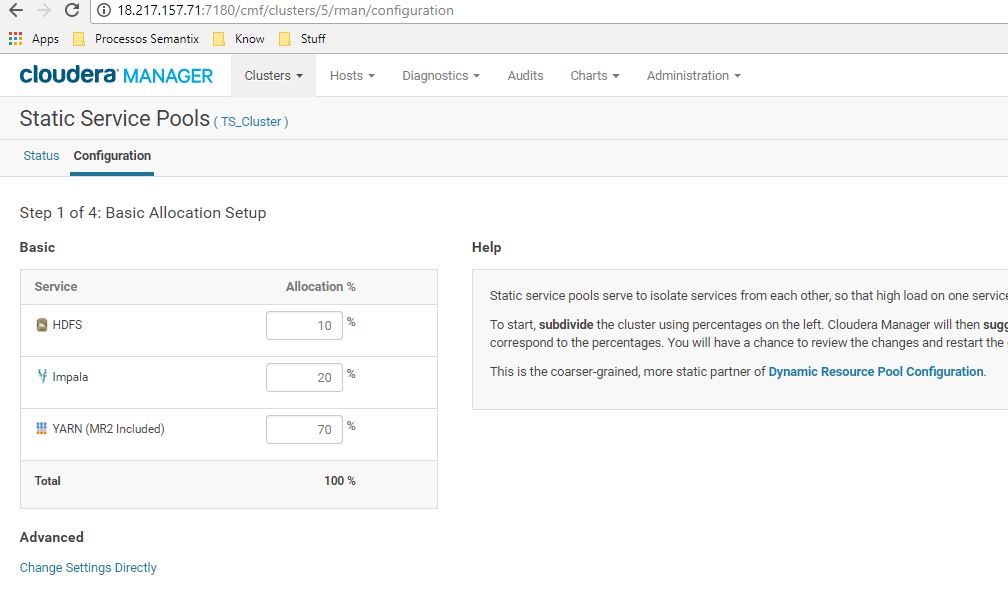 18.217.157.71:7180/cmf/clusters/5/rman/configuration
Apps Processos Semantix Know Stuff
cloudera MANAGER Clusters Hosts Diagnostics Audits Charts Administration
Static Service Pools ( TS_Cluster )
Status Configuration
Step 1 of 4: Basic Allocation Setup
Basic
Service Allocation %
HDFS 10 %
Impala 20 %
YARN (MR2 Included) 70 %
Total 100 %
Advanced
Change Settings Directly
Help
Static service pools serve to isolate services from each other, so that high load on one service
To start, subdivide the cluster using percentages on the left. Cloudera Manager will then
correspond to the percentages. You will have a chance to review the changes and restart the
This is the coarser-grained, more static partner of Dynamic Resource Pool Configuration.